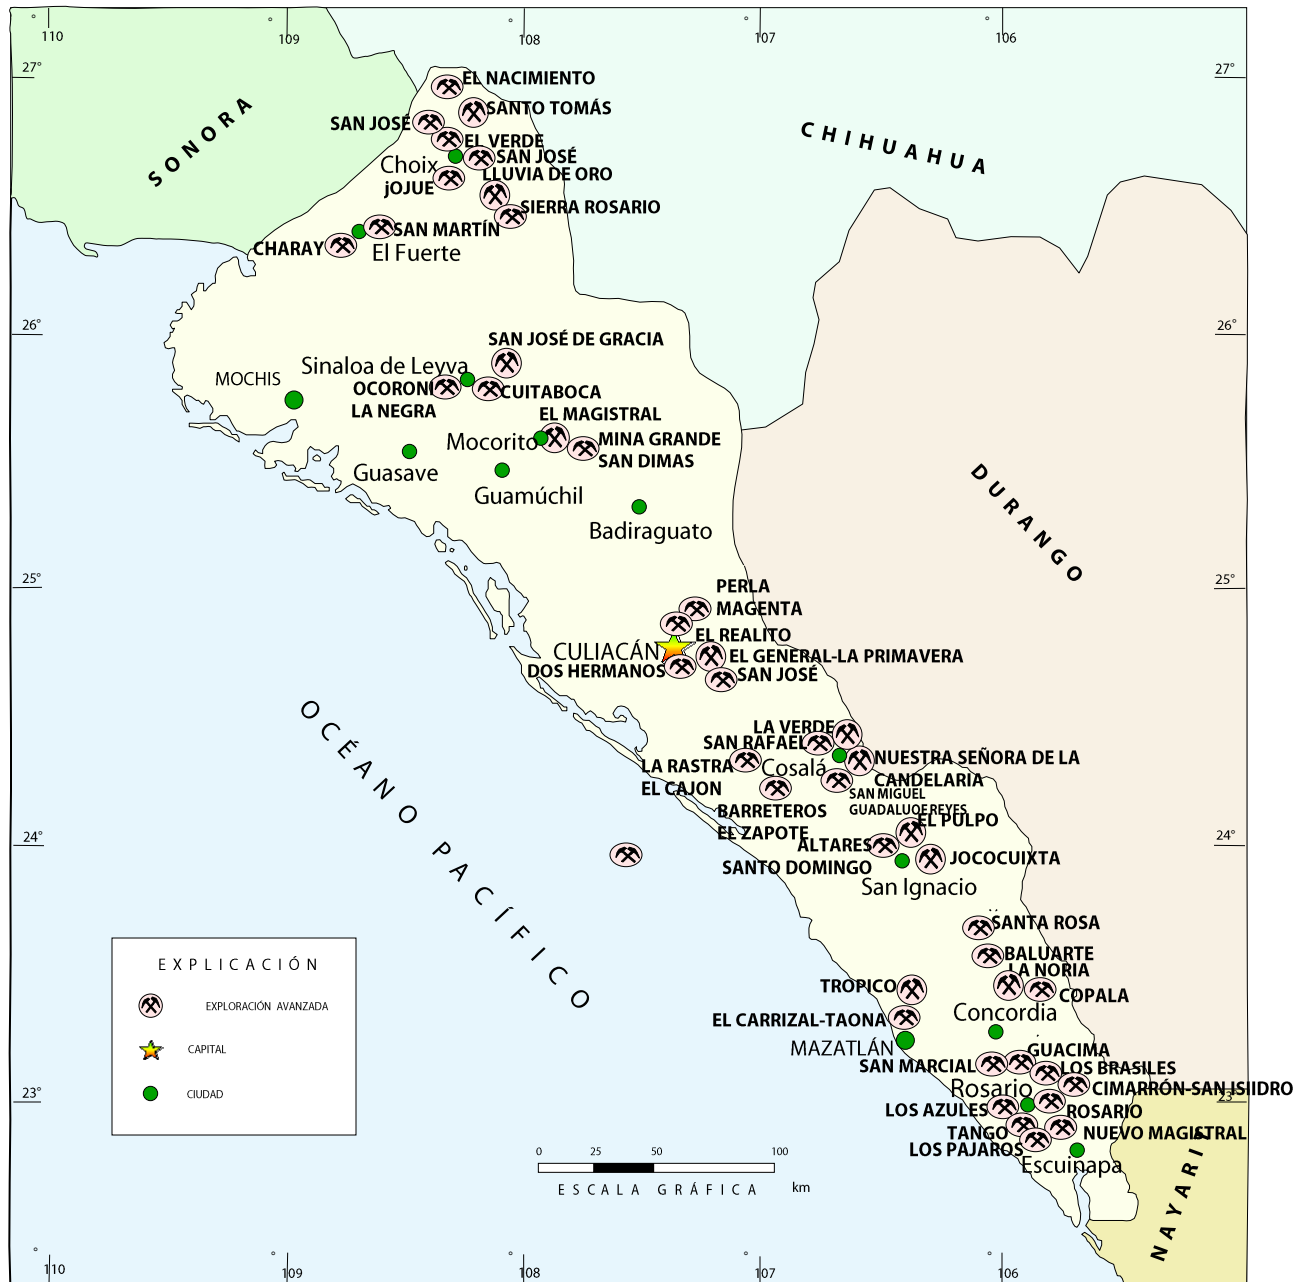 110
109
108
107
106
27°
27°
EL NACIMIENTO
SANTO TOMÁS
SAN JOSÉ
EL VERDE
SAN JOSÉ
Choix
LLUVIA DE ORO
jOJUE
SIERRA ROSARIO
SAN MARTÍN
CHARAY
El Fuerte
SONORA
CHIHUAHUA
26°
26°
SAN JOSÉ DE GRACIA
Sinaloa de Leyva
MOCHIS
OCORONI
CUITABOCA
LA NEGRA
EL MAGISTRAL
Mocorito
MINA GRANDE
SAN DIMAS
Guasave
Guamúchil
Badiraguato
DURANGO
25°
25°
PERLA
MAGENTA
EL REALITO
CULIACÁN
EL GENERAL-LA PRIMAVERA
DOS HERMANOS
SAN JOSÉ
OCÉANO PACÍFICO
LA VERDE
SAN RAFAEL
NUESTRA SEÑORA DE LA
CANDELARIA
LA RASTRA
Cosalá
EL CAJON
SAN MIGUEL
GUADALUQEREYES
BARRETEROS
EL ZAPOTE
EL PULPO
24°
24°
ALTARES
JOCOCUIXTA
SANTO DOMINGO
San Ignacio
SANTA ROSA
BALUARTE
LA NORIA
TROPICO
COPALA
Concordia
EL CARRIZAL-TAONA
MAZATLÁN
GUACIMA
SAN MARCIAL
LOS BRASILES
Rosario
CIMARRÓN-SAN ISIIDRO
23°
23°
LOS AZULES
ROSARIO
TANGO
NUEVO MAGISTRAL
LOS PAJAROS
Escuinapa
NAYARIT
EXPLICACIÓN
EXPLORACIÓN AVANZADA
CAPITAL
CIUDAD
0 25 50 100
km
ESCALA GRÁFICA
110
109
108
107
106